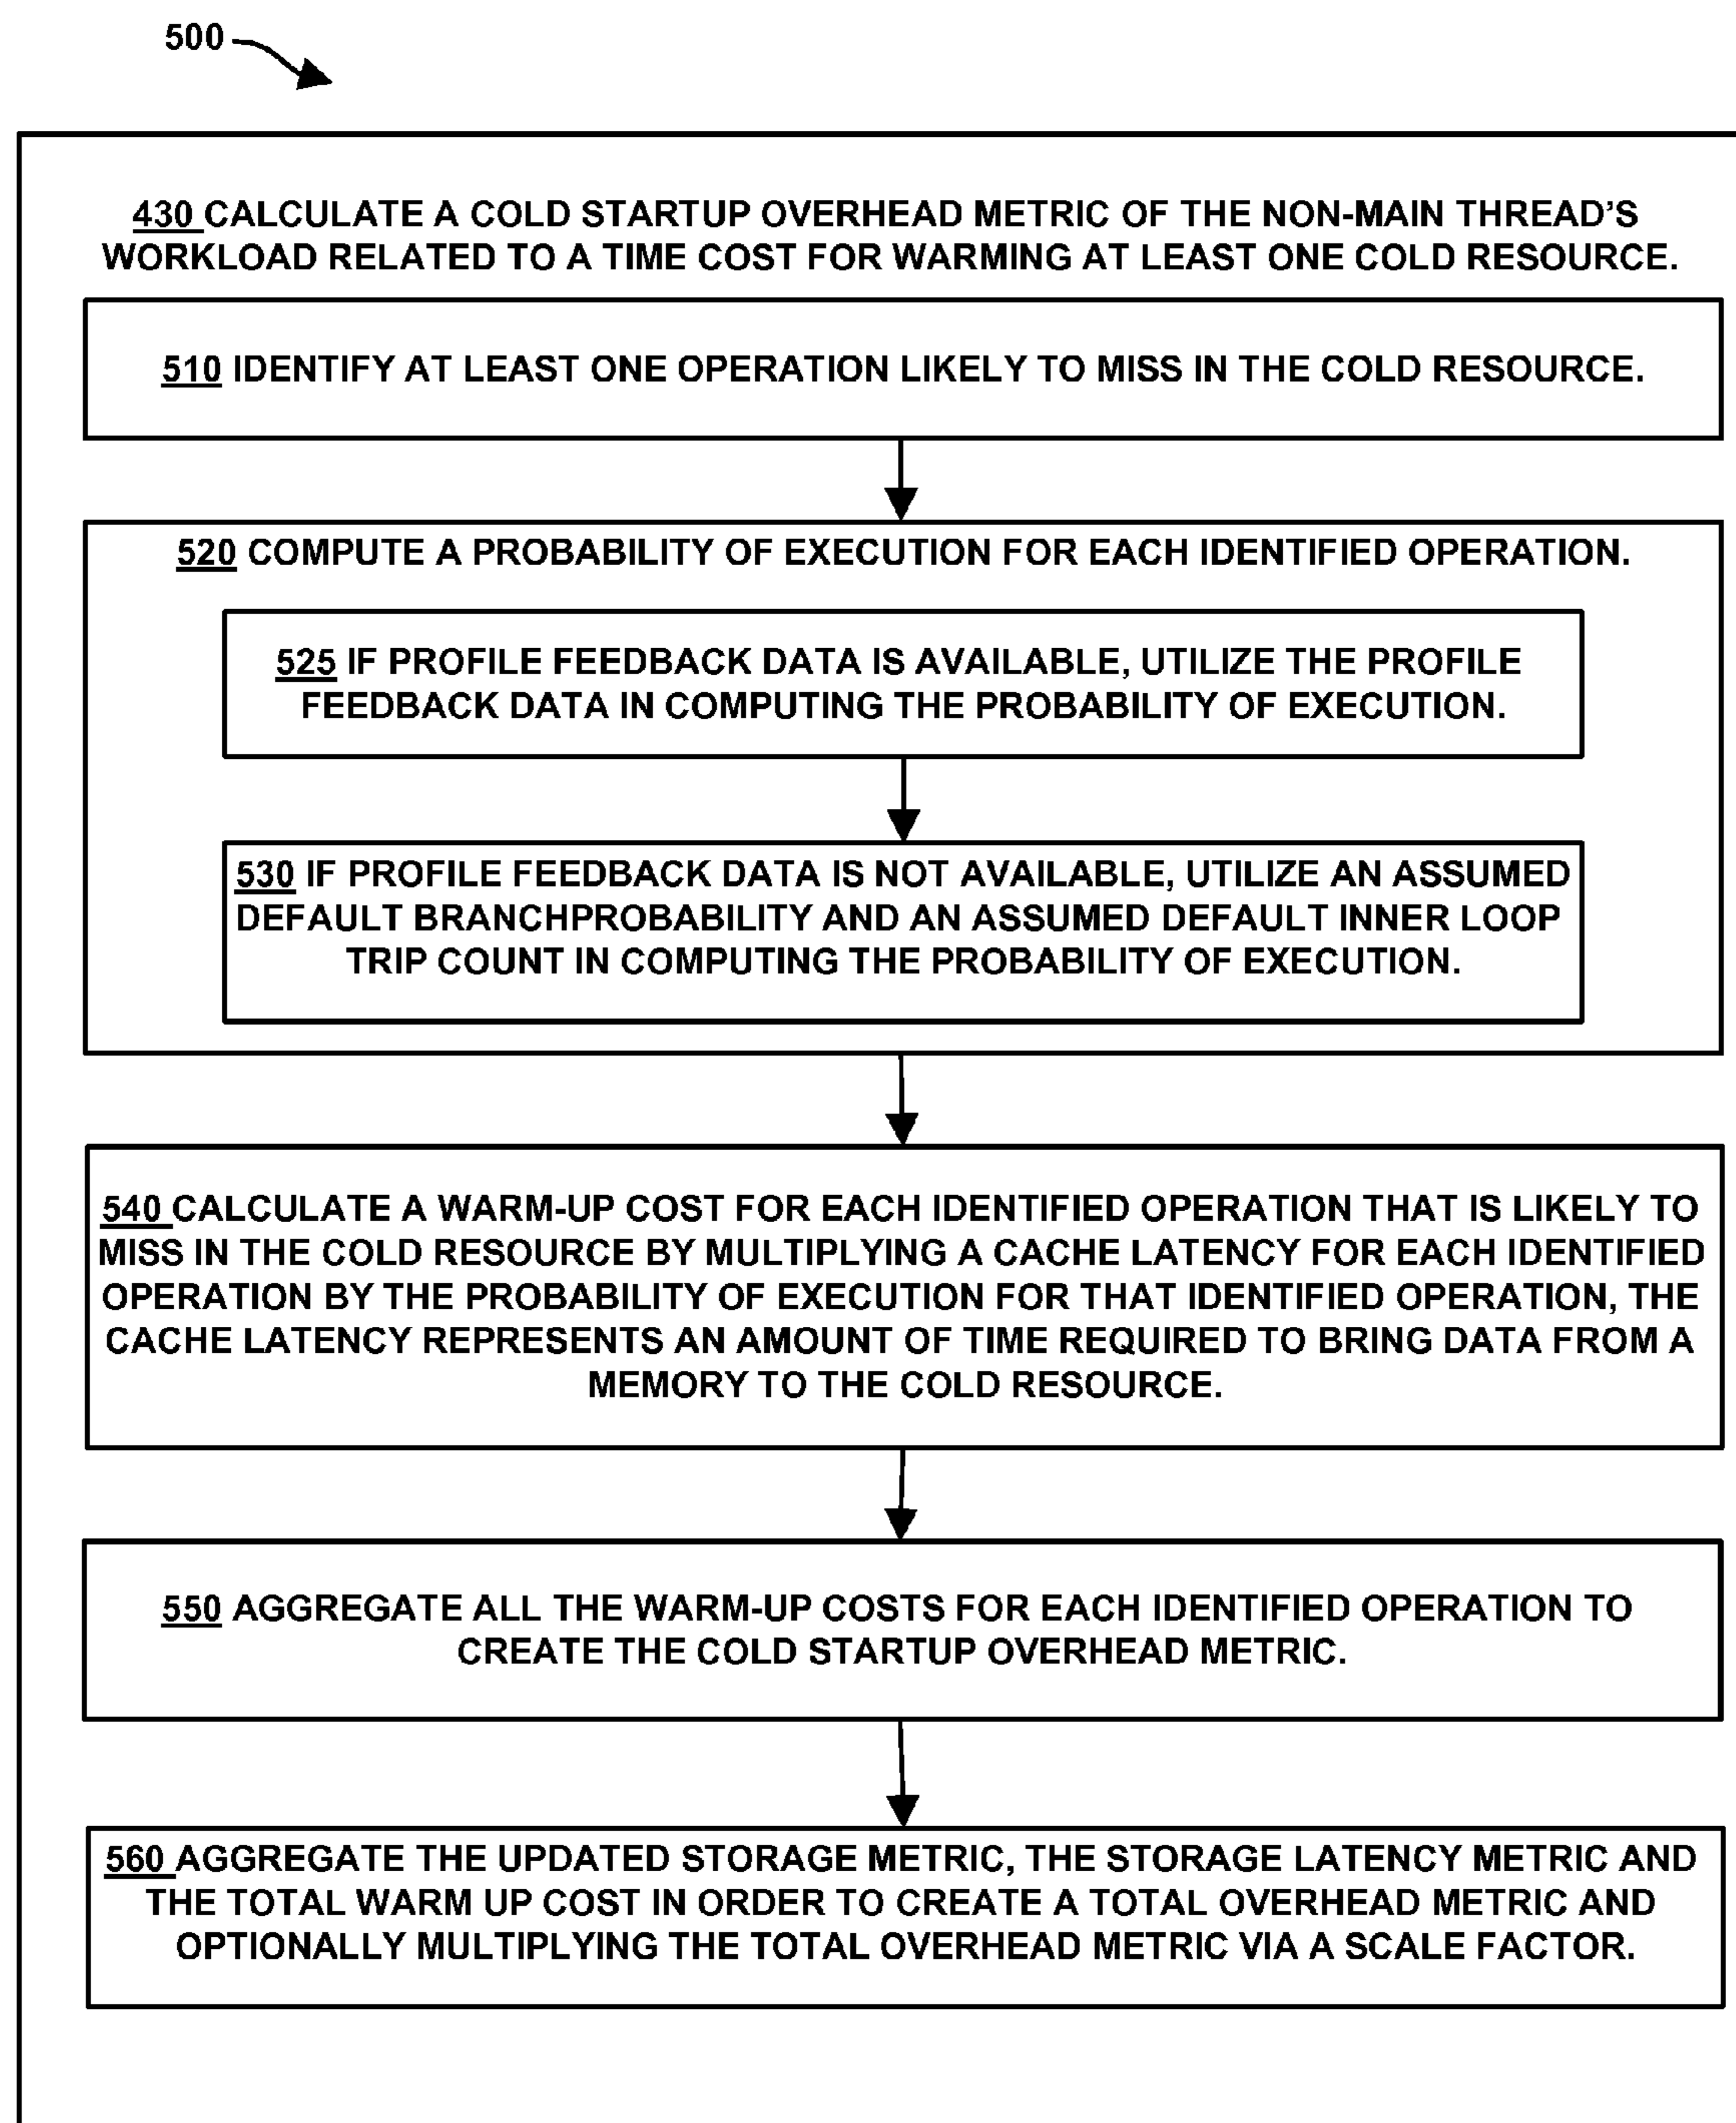 500
430 CALCULATE A COLD STARTUP OVERHEAD METRIC OF THE NON-MAIN THREAD'S
WORKLOAD RELATED TO A TIME COST FOR WARMING AT LEAST ONE COLD RESOURCE.
510 IDENTIFY AT LEAST ONE OPERATION LIKELY TO MISS IN THE COLD RESOURCE.
520 COMPUTE A PROBABILITY OF EXECUTION FOR EACH IDENTIFIED OPERATION.
525 IF PROFILE FEEDBACK DATA IS AVAILABLE, UTILIZE THE PROFILE
FEEDBACK DATA IN COMPUTING THE PROBABILITY OF EXECUTION.
530 IF PROFILE FEEDBACK DATA IS NOT AVAILABLE, UTILIZE AN ASSUMED
DEFAULT BRANCHPROBABILITY AND AN ASSUMED DEFAULT INNER LOOP
TRIP COUNT IN COMPUTING THE PROBABILITY OF EXECUTION.
540 CALCULATE A WARM-UP COST FOR EACH IDENTIFIED OPERATION THAT IS LIKELY TO
MISS IN THE COLD RESOURCE BY MULTIPLYING A CACHE LATENCY FOR EACH IDENTIFIED
OPERATION BY THE PROBABILITY OF EXECUTION FOR THAT IDENTIFIED OPERATION, THE
CACHE LATENCY REPRESENTS AN AMOUNT OF TIME REQUIRED TO BRING DATA FROM A
MEMORY TO THE COLD RESOURCE.
550 AGGREGATE ALL THE WARM-UP COSTS FOR EACH IDENTIFIED OPERATION TO
CREATE THE COLD STARTUP OVERHEAD METRIC.
560 AGGREGATE THE UPDATED STORAGE METRIC, THE STORAGE LATENCY METRIC AND
THE TOTAL WARM UP COST IN ORDER TO CREATE A TOTAL OVERHEAD METRIC AND
OPTIONALLY MULTIPLYING THE TOTAL OVERHEAD METRIC VIA A SCALE FACTOR.